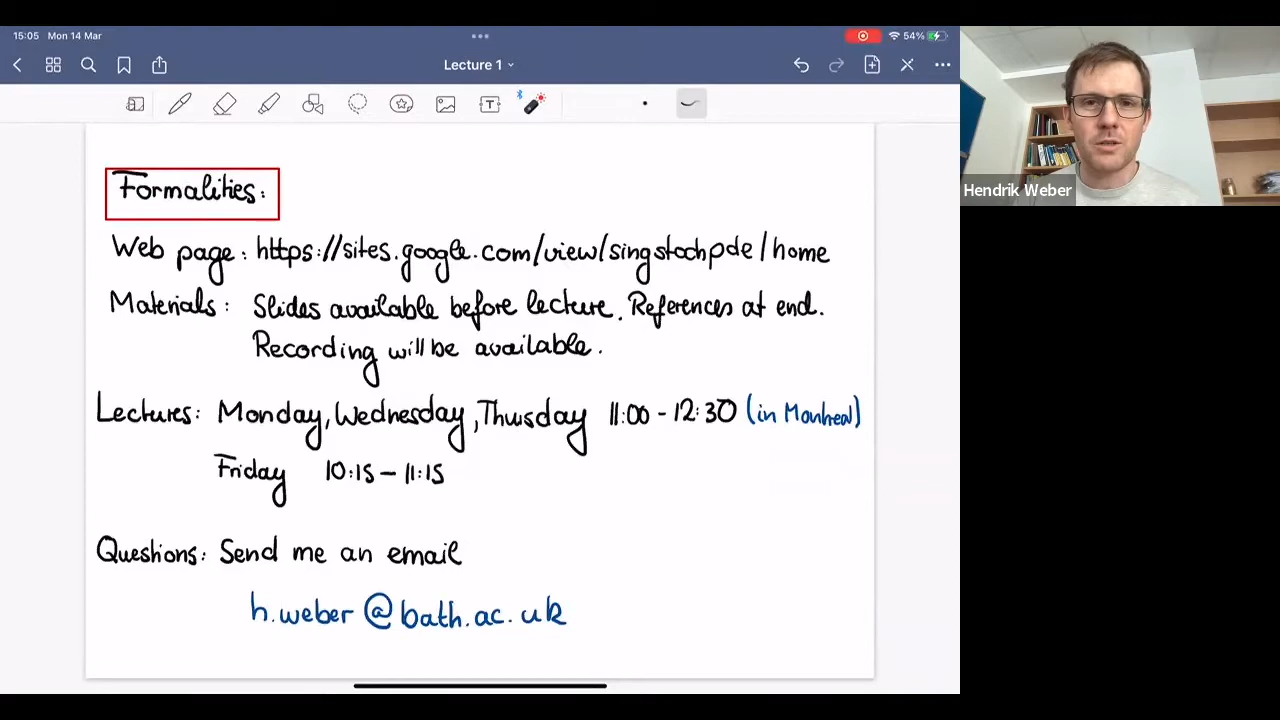 15:05 Mon 14 Mar
54%
Lecture 1
Formalities:
Web page: https://sites.google.com/view/singstochpde/home
Materials: Slides available before lecture. References at end.
Recording will be available.
Lectures: Monday, Wednesday, Thursday 11:00 - 12:30 (in Montreal)
Friday 10:15 - 11:15
Questions: Send me an email
h.weber@bath.ac.uk
Hendrik Weber